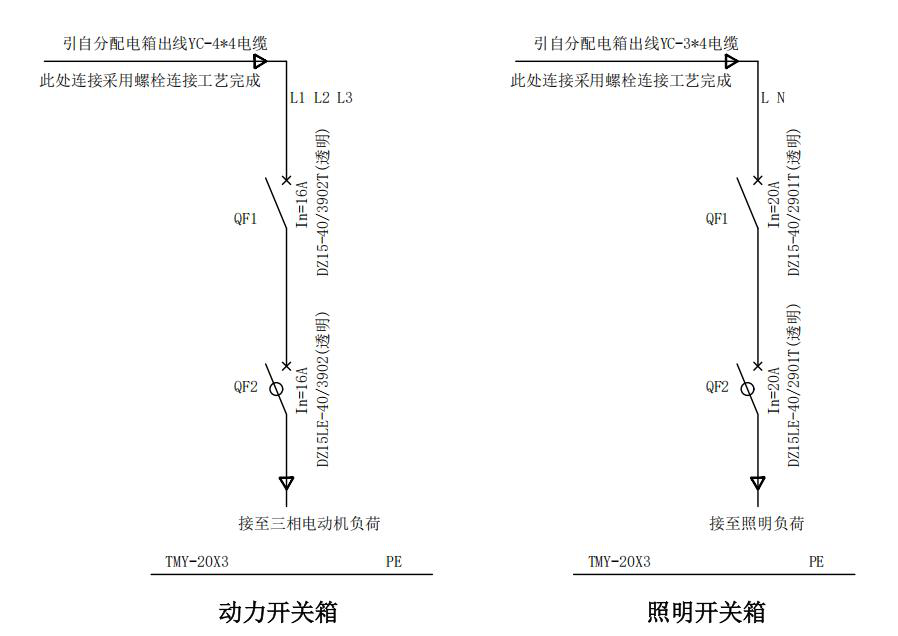 引自分配电箱出线YC-4*4电缆
此处连接采用螺栓连接工艺完成
L1 L2 L3
QF1
In=16A
DZ15-40/3902T(透明)
QF2
In=16A
DZ15LE-40/3902(透明)
接至三相电动机负荷
TMY-20X3
PE
动力开关箱
引自分配电箱出线YC-3*4电缆
此处连接采用螺栓连接工艺完成
L N
QF1
In=20A
DZ15-40/2901T(透明)
QF2
In=20A
DZ15LE-40/2901T(透明)
接至照明负荷
TMY-20X3
PE
照明开关箱